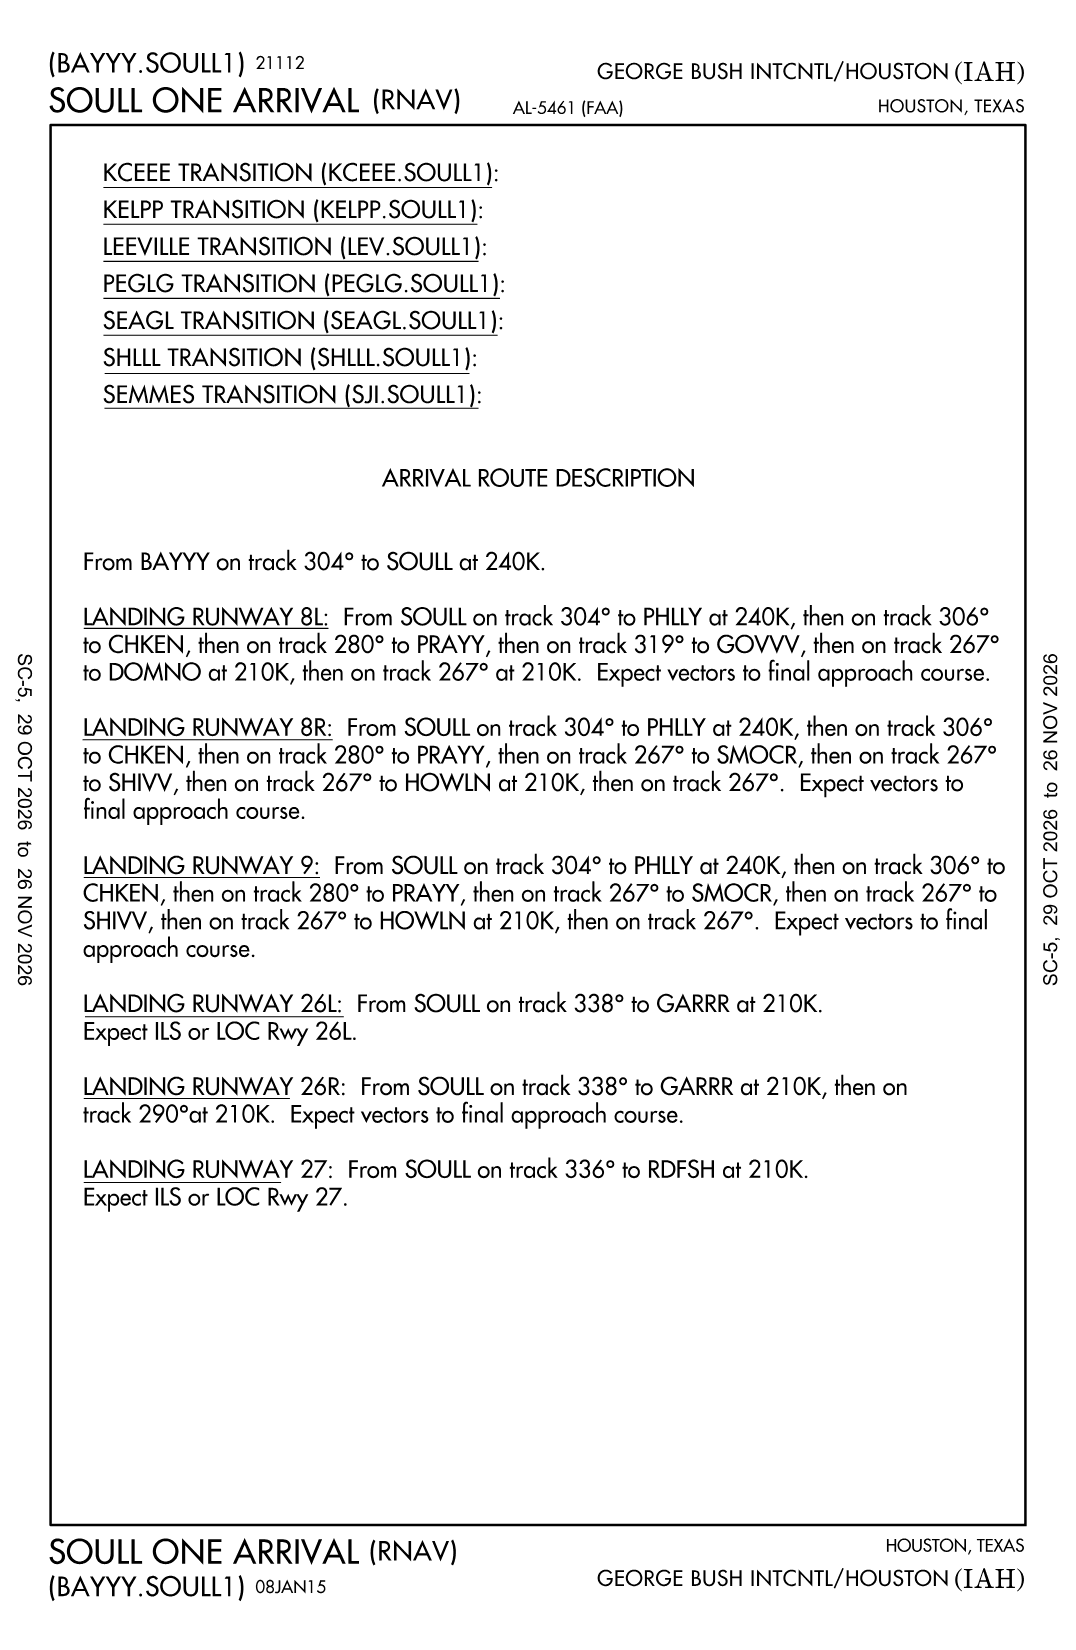 (BAYYY.SOULL1) 21112
SOULL ONE ARRIVAL (RNAV)
AL-5461 (FAA)
GEORGE BUSH INTCNTL/HOUSTON (IAH)
HOUSTON, TEXAS
KCEEE TRANSITION (KCEEE.SOULL1):
KELPP TRANSITION (KELPP.SOULL1):
LEEVILLE TRANSITION (LEV.SOULL1):
PEGLG TRANSITION (PEGLG.SOULL1):
SEAGL TRANSITION (SEAGL.SOULL1):
SHLLL TRANSITION (SHLLL.SOULL1):
SEMMES TRANSITION (SJI.SOULL1):
ARRIVAL ROUTE DESCRIPTION
From BAYYY on track 304° to SOULL at 240K.
LANDING RUNWAY 8L: From SOULL on track 304° to PHLLY at 240K, then on track 306°
to CHKEN, then on track 280° to PRAYY, then on track 319° to GOVVV, then on track 267°
to DOMNO at 210K, then on track 267° at 210K. Expect vectors to final approach course.
LANDING RUNWAY 8R: From SOULL on track 304° to PHLLY at 240K, then on track 306°
to CHKEN, then on track 280° to PRAYY, then on track 267° to SMOCR, then on track 267°
to SHIVV, then on track 267° to HOWLN at 210K, then on track 267°. Expect vectors to
final approach course.
LANDING RUNWAY 9: From SOULL on track 304° to PHLLY at 240K, then on track 306° to
CHKEN, then on track 280° to PRAYY, then on track 267° to SMOCR, then on track 267° to
SHIVV, then on track 267° to HOWLN at 210K, then on track 267°. Expect vectors to final
approach course.
LANDING RUNWAY 26L: From SOULL on track 338° to GARRR at 210K.
Expect ILS or LOC Rwy 26L.
LANDING RUNWAY 26R: From SOULL on track 338° to GARRR at 210K, then on
track 290°at 210K. Expect vectors to final approach course.
LANDING RUNWAY 27: From SOULL on track 336° to RDFSH at 210K.
Expect ILS or LOC Rwy 27.
SC-5, 29 OCT 2026 to 26 NOV 2026
SC-5, 29 OCT 2026 to 26 NOV 2026
SOULL ONE ARRIVAL (RNAV)
(BAYYY.SOULL1) 08JAN15
HOUSTON, TEXAS
GEORGE BUSH INTCNTL/HOUSTON (IAH)